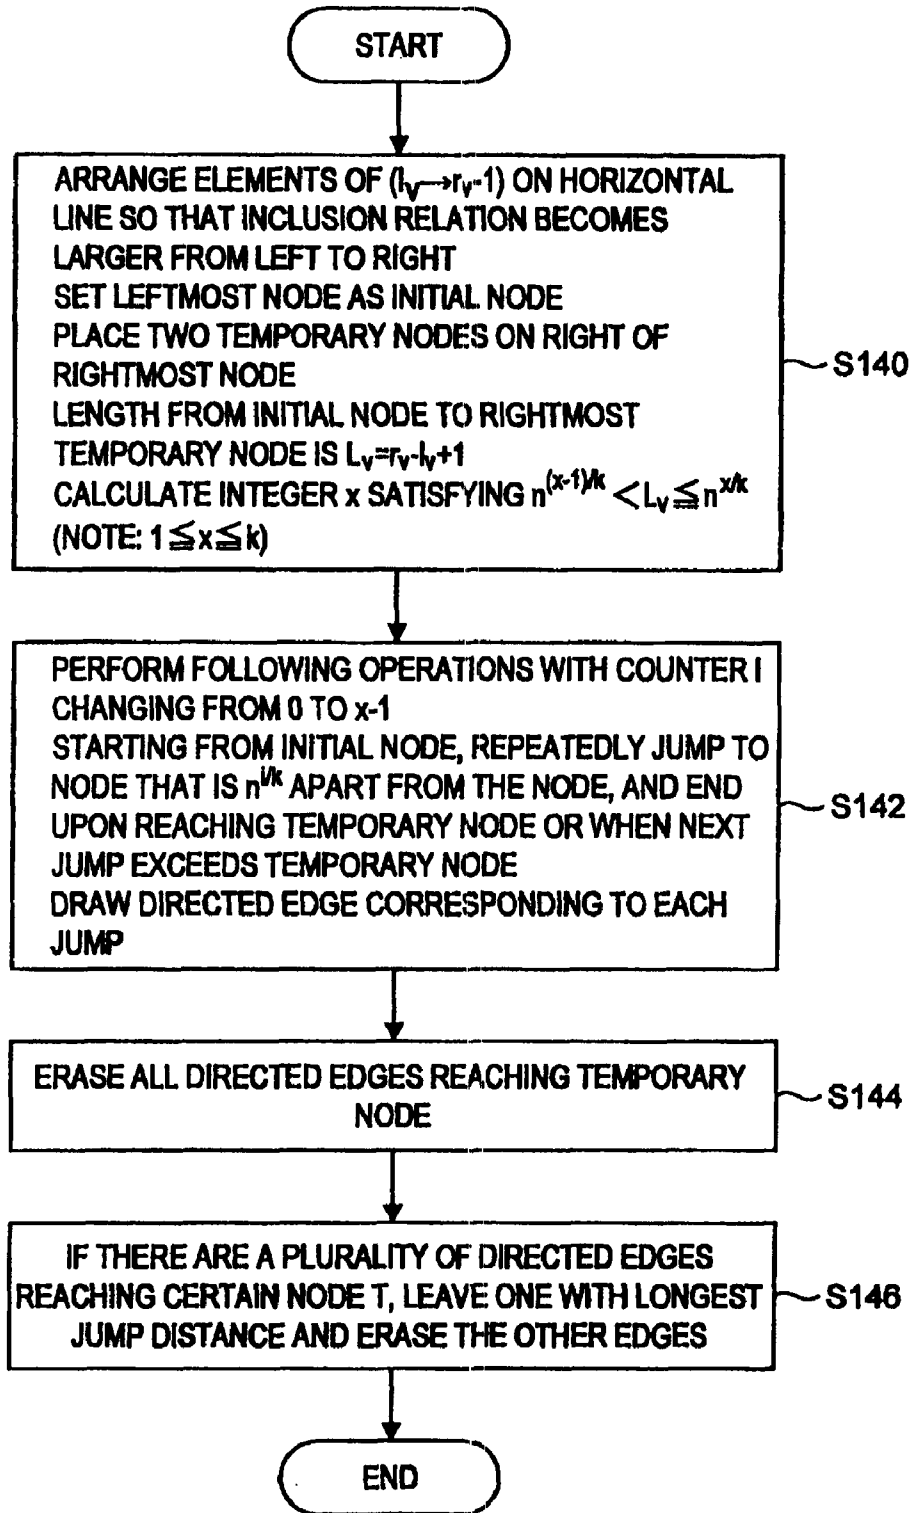 START
ARRANGE ELEMENTS OF (lᵥ→rᵥ-1) ON HORIZONTAL
LINE SO THAT INCLUSION RELATION BECOMES
LARGER FROM LEFT TO RIGHT
SET LEFTMOST NODE AS INITIAL NODE
PLACE TWO TEMPORARY NODES ON RIGHT OF
RIGHTMOST NODE
LENGTH FROM INITIAL NODE TO RIGHTMOST
TEMPORARY NODE IS Lᵥ=rᵥ-lᵥ+1
CALCULATE INTEGER x SATISFYING n^(x-1)/k < Lᵥ ≦ n^x/k
(NOTE: 1≦x≦k)
S140
PERFORM FOLLOWING OPERATIONS WITH COUNTER I
CHANGING FROM 0 TO x-1
STARTING FROM INITIAL NODE, REPEATEDLY JUMP TO
NODE THAT IS n^i/k APART FROM THE NODE, AND END
UPON REACHING TEMPORARY NODE OR WHEN NEXT
JUMP EXCEEDS TEMPORARY NODE
DRAW DIRECTED EDGE CORRESPONDING TO EACH
JUMP
S142
ERASE ALL DIRECTED EDGES REACHING TEMPORARY
NODE
S144
IF THERE ARE A PLURALITY OF DIRECTED EDGES
REACHING CERTAIN NODE T, LEAVE ONE WITH LONGEST
JUMP DISTANCE AND ERASE THE OTHER EDGES
S146
END